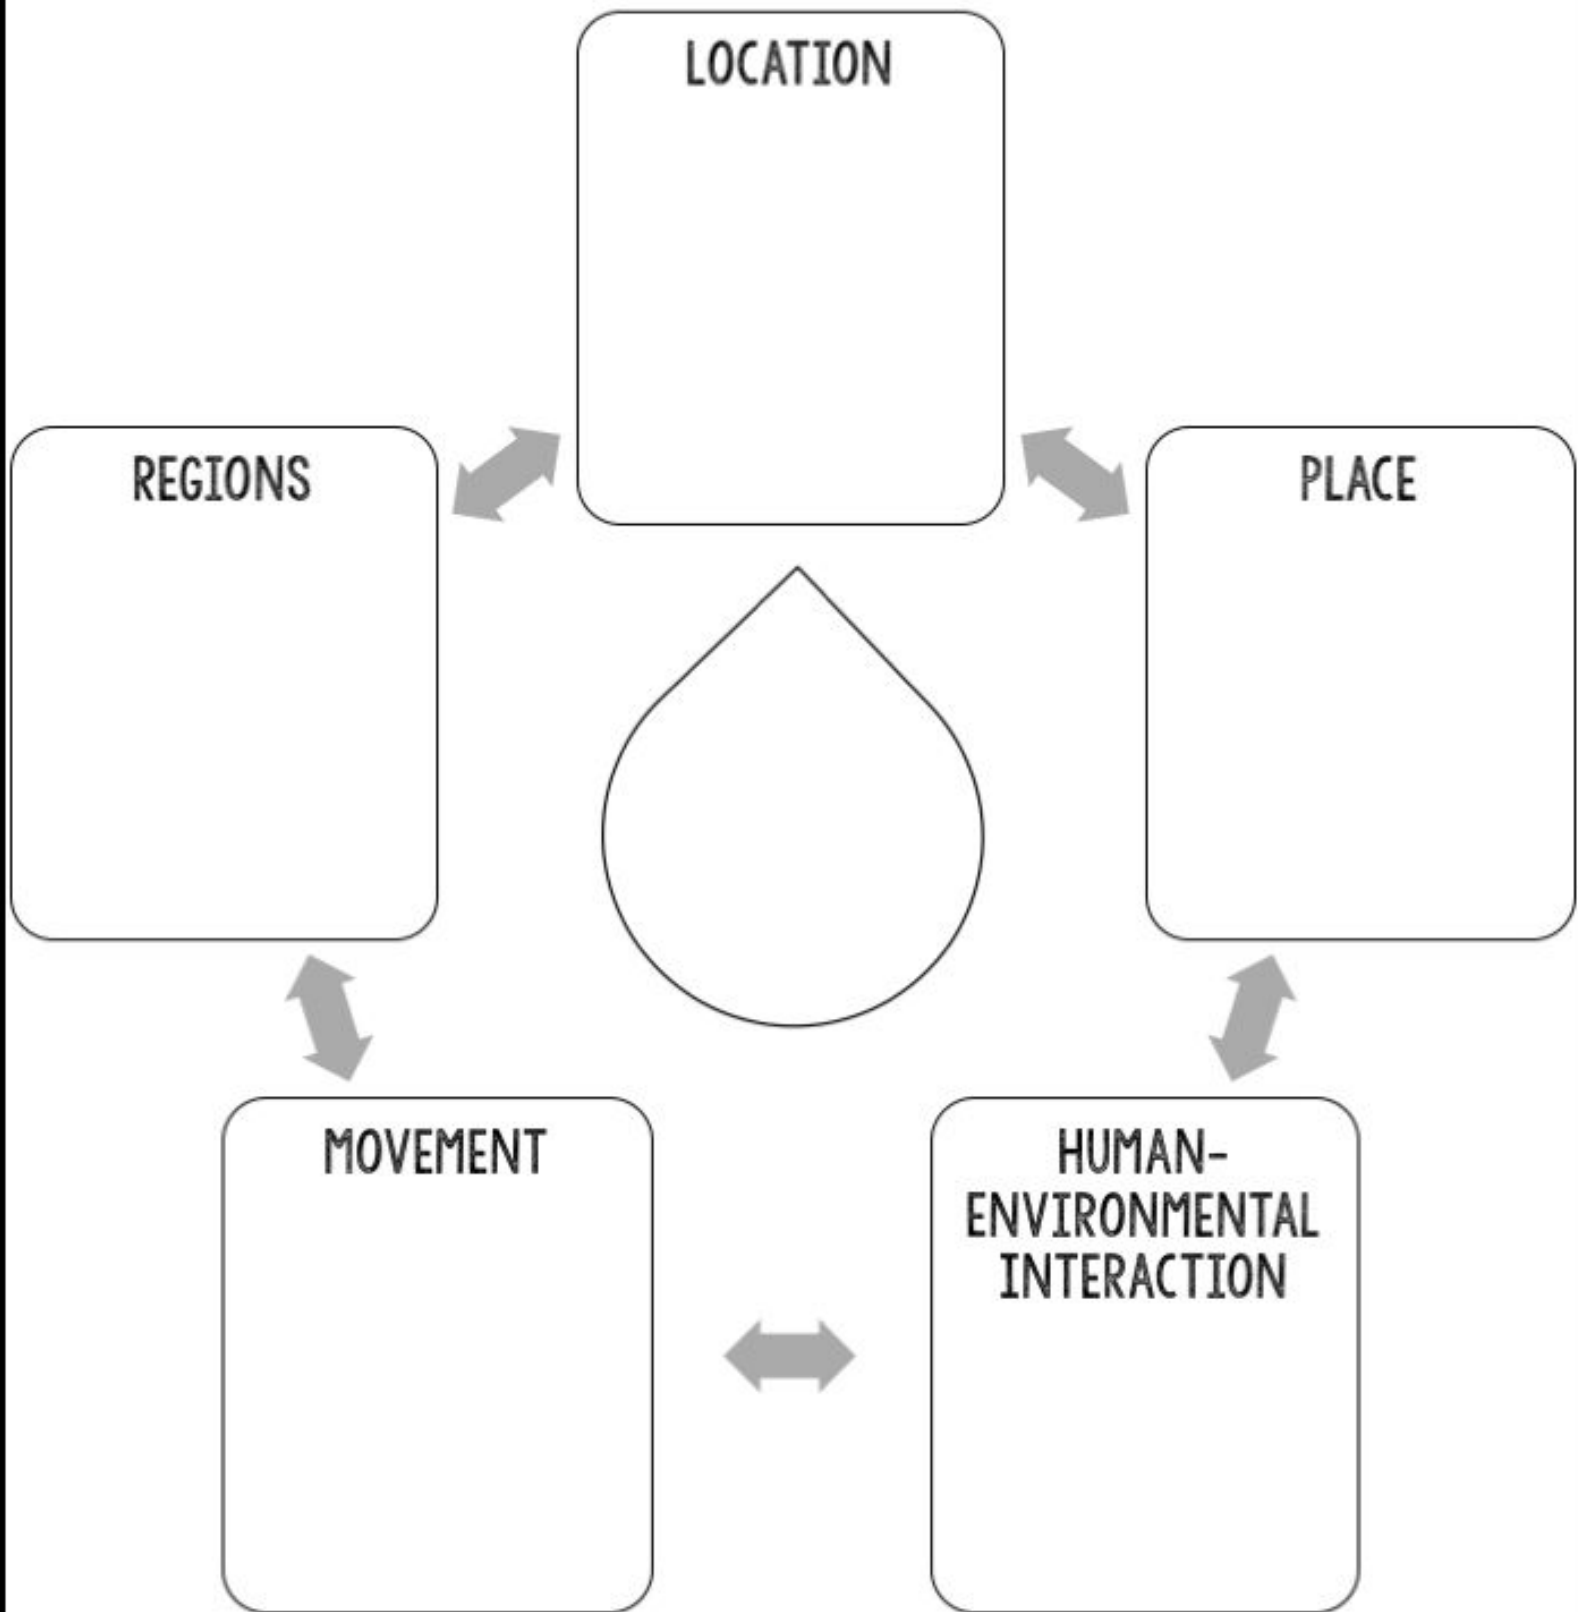 LOCATION
REGIONS
PLACE
MOVEMENT
HUMAN-
ENVIRONMENTAL
INTERACTION